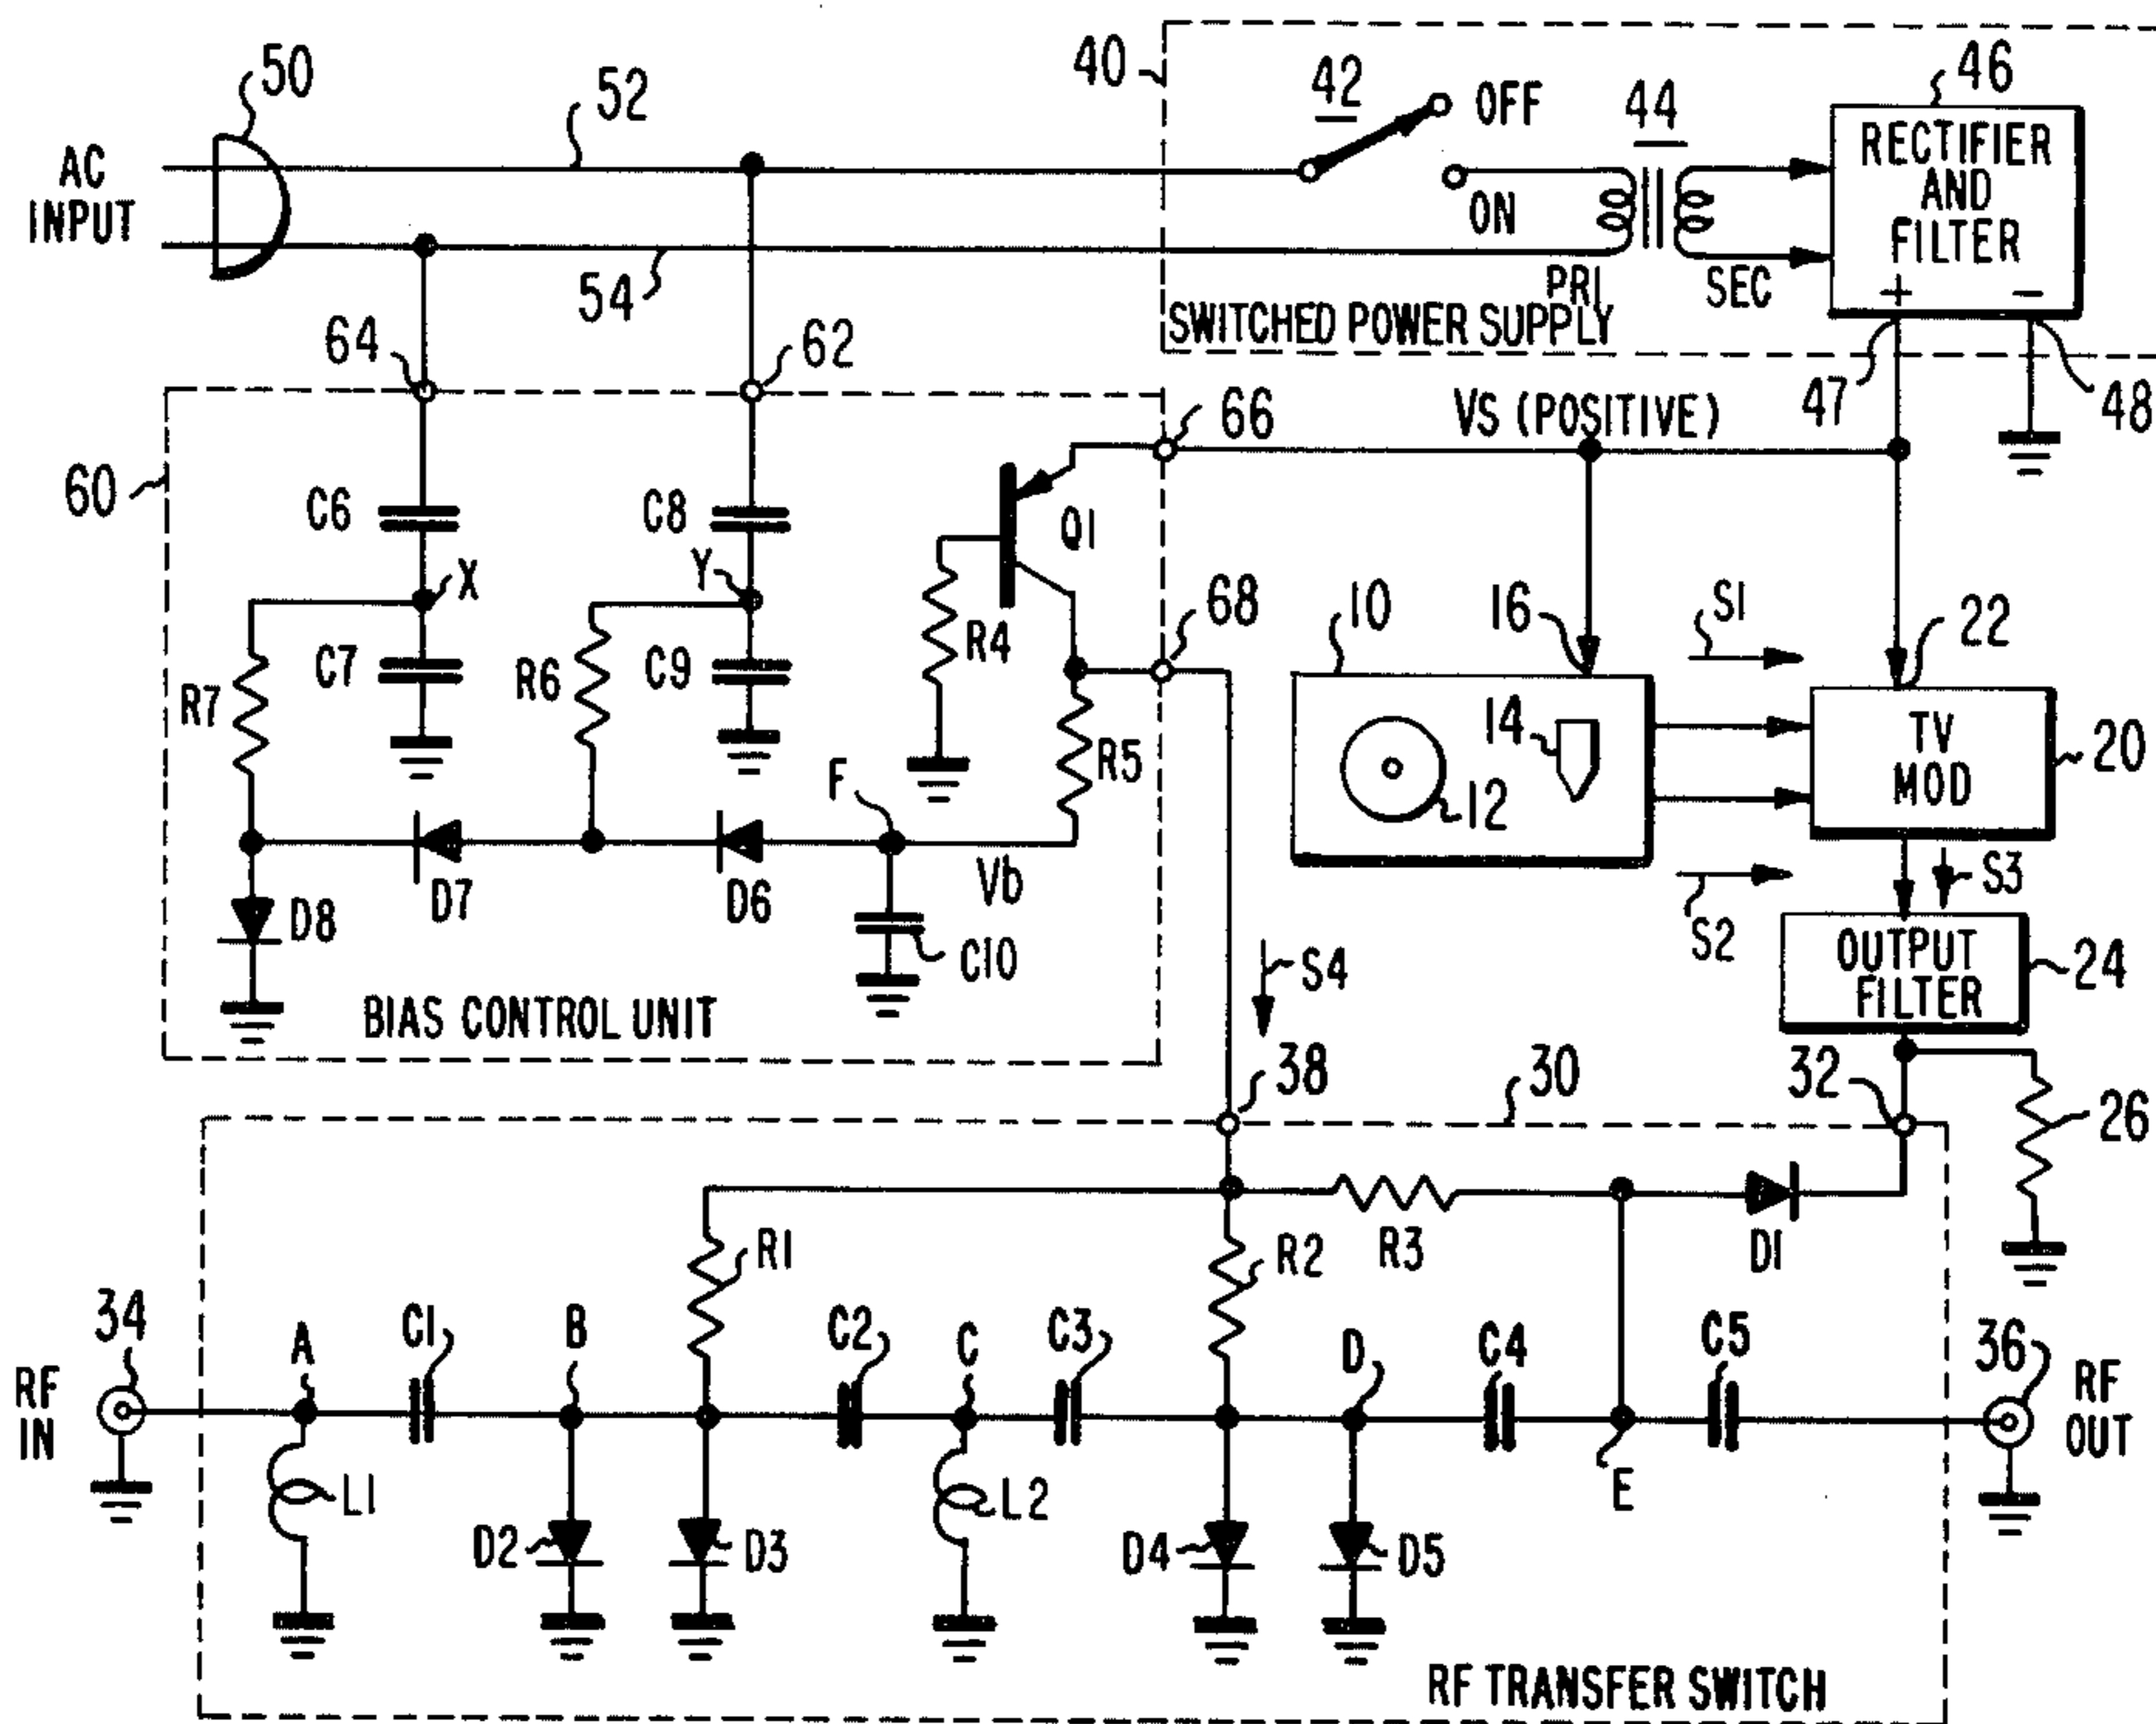 50
52
40
42
OFF
44
46
AC
INPUT
ON
RECTIFIER
AND
FILTER
+ −
54
PRI
SEC
SWITCHED POWER SUPPLY
64
62
47
48
66
VS (POSITIVE)
60
C6
C8
Q1
X
Y
68
10
16
S1
22
R7
C7
R6
C9
R4
14
TV
MOD
20
F
R5
12
D7
D6
Vb
S3
D8
C10
S4
S2
OUTPUT
FILTER
24
BIAS CONTROL UNIT
38
30
32
26
R1
R2
R3
D1
34
A
C1
B
C2
C
C3
D
C4
C5
36
RF
IN
RF
OUT
L1
L2
E
D2
D3
D4
D5
RF TRANSFER SWITCH